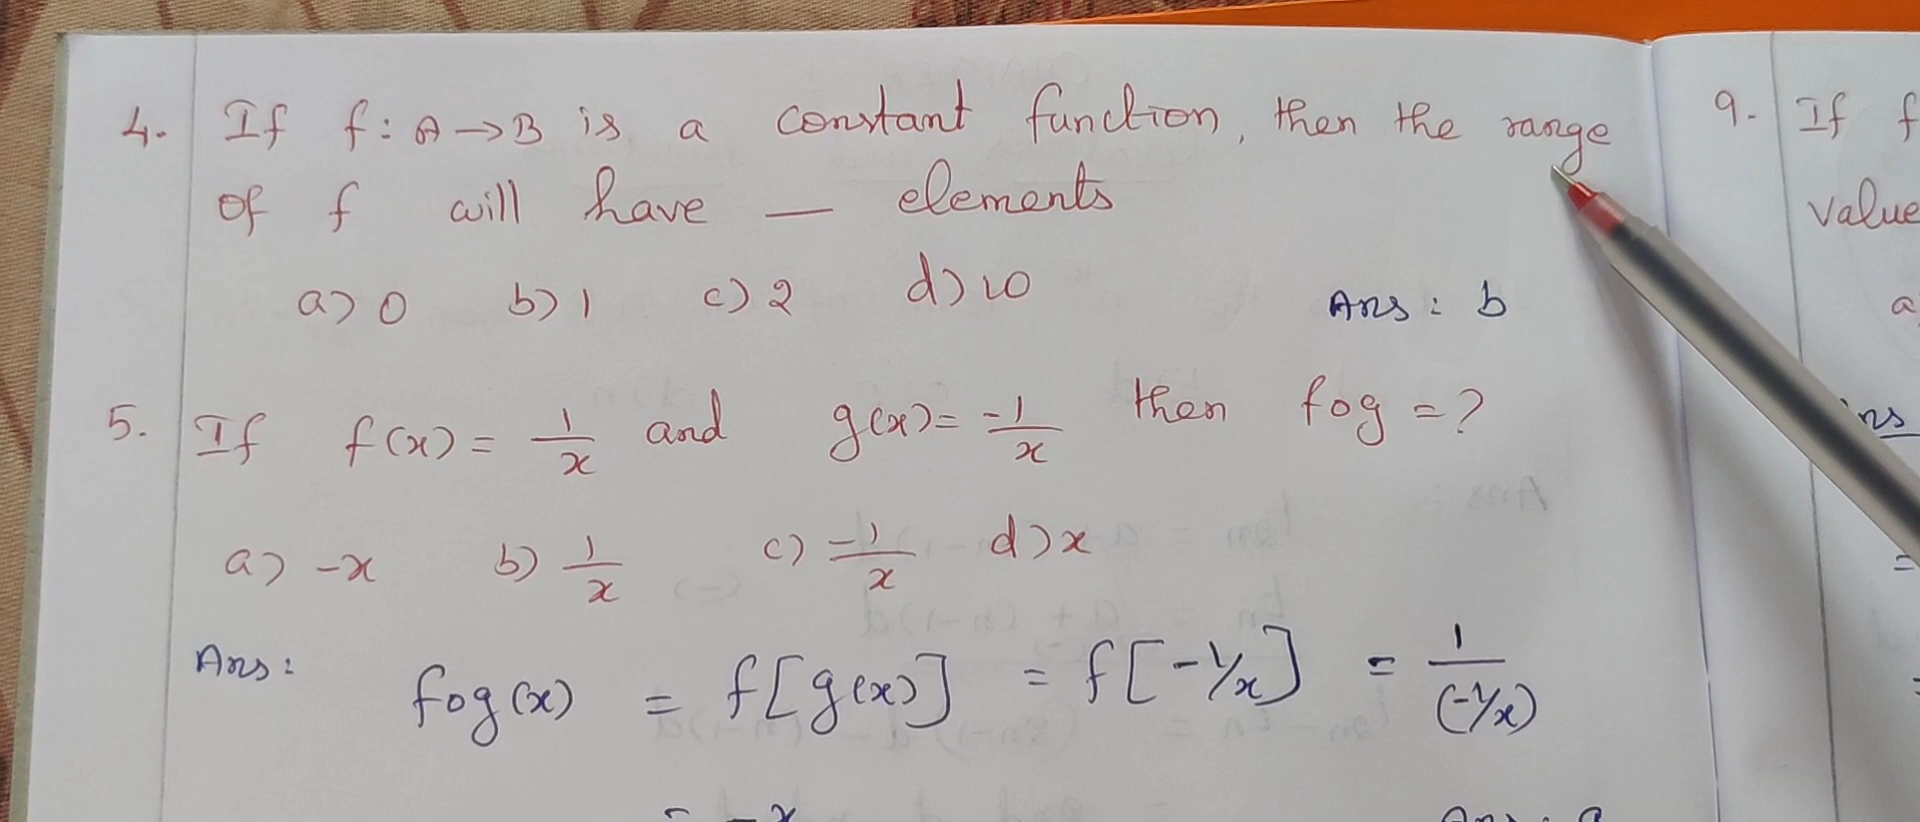 4. If f : A → B is a constant function, then the range
of f will have — elements
a) 0 b) 1 c) 2 d) 10
Ans : b
5. If f(x) = 1/x and g(x) = -1/x then fog = ?
a) -x b) 1/x c) -1/x d) x
Ans : fog(x) = f[g(x)] = f[-1/x] = 1/(-1/x)
= -x
9. If f
value
a
=